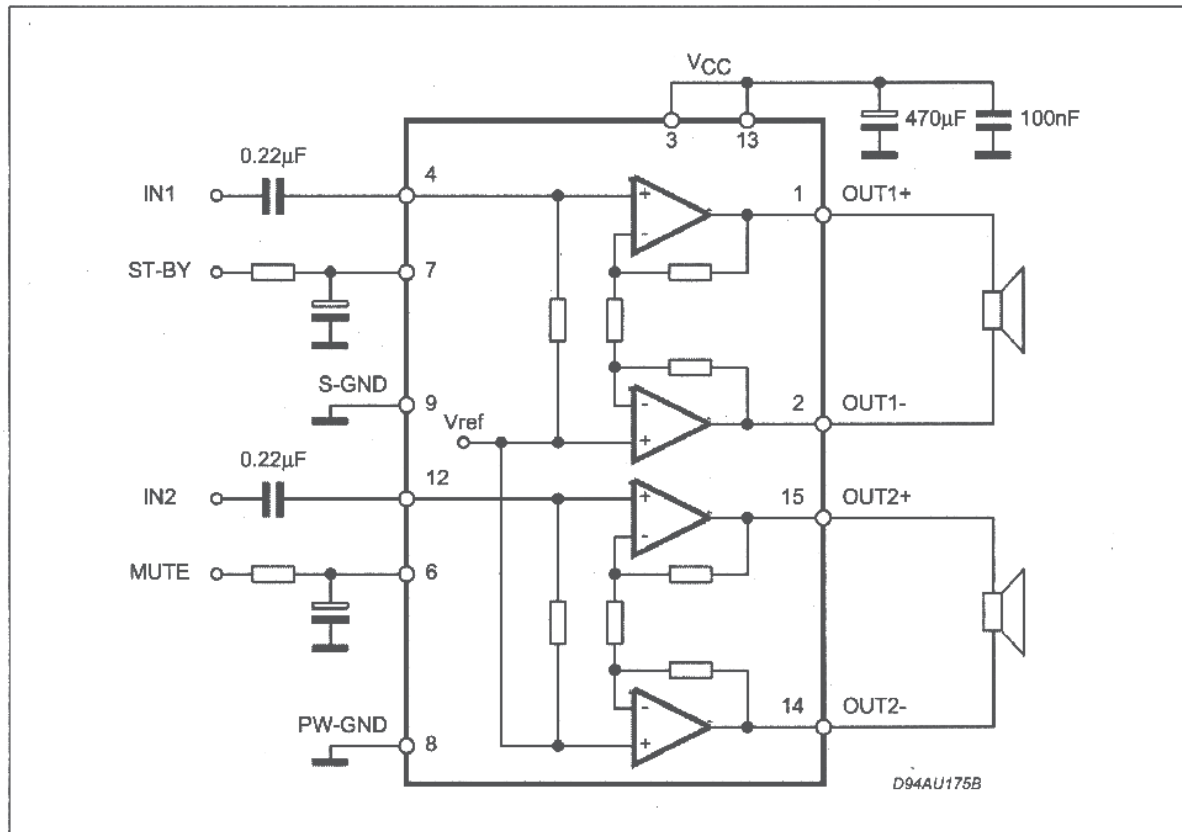 VCC
470µF
100nF
3
13
0.22µF
IN1
4
1
OUT1+
+
-
ST-BY
7
S-GND
9
-
+
2
OUT1-
Vref
0.22µF
IN2
12
15
OUT2+
+
-
MUTE
6
PW-GND
8
-
+
14
OUT2-
D94AU175B